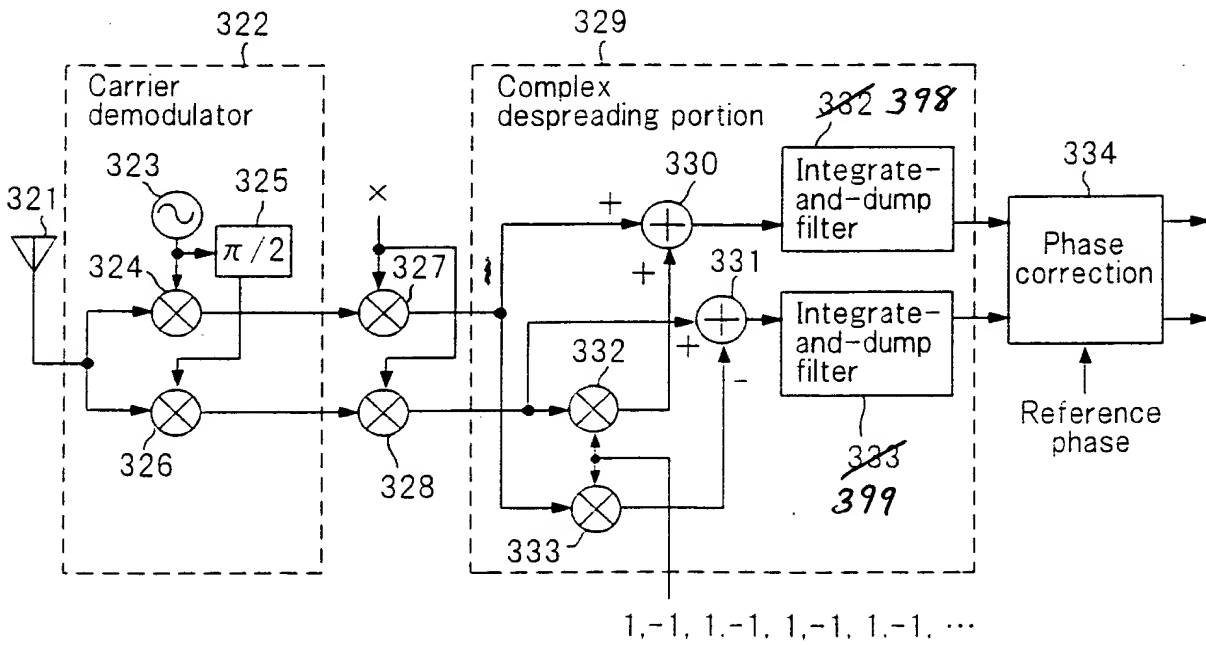 322
329
Carrier
demodulator
Complex
despreading portion
332 398
323
325
321
×
330
Integrate-
and-dump
filter
334
π/2
+
324
327
+
331
Phase
correction
332
+
-
Integrate-
and-dump
filter
326
328
333
Reference
phase
333
399
1,-1, 1.-1, 1,-1, 1.-1, ...